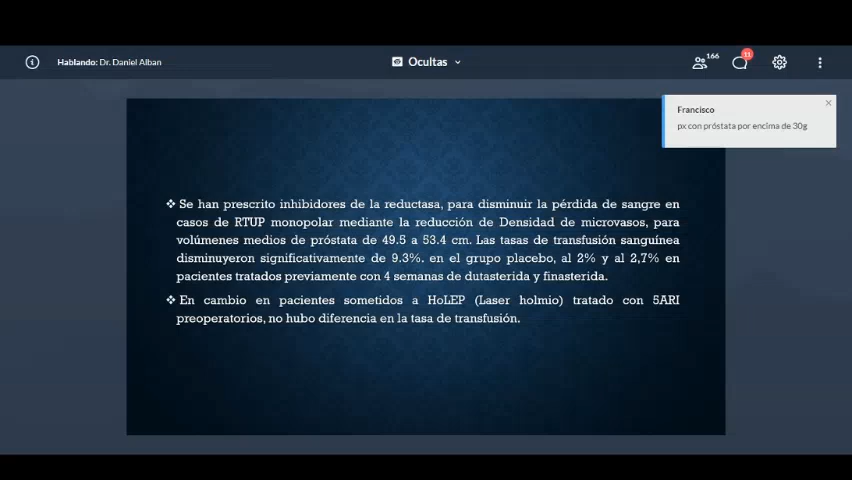 Hablando: Dr. Daniel Alban
Ocultas
166
11
Francisco
px con próstata por encima de 30g
❖ Se han prescrito inhibidores de la reductasa, para disminuir la pérdida de sangre en
casos de RTUP monopolar mediante la reducción de Densidad de microvasos, para
volúmenes medios de próstata de 49.5 a 53.4 cm. Las tasas de transfusión sanguínea
disminuyeron significativamente de 9.3%. en el grupo placebo, al 2% y al 2,7% en
pacientes tratados previamente con 4 semanas de dutasterida y finasterida.
❖ En cambio en pacientes sometidos a HoLEP (Laser holmio) tratado con 5ARI
preoperatorios, no hubo diferencia en la tasa de transfusión.